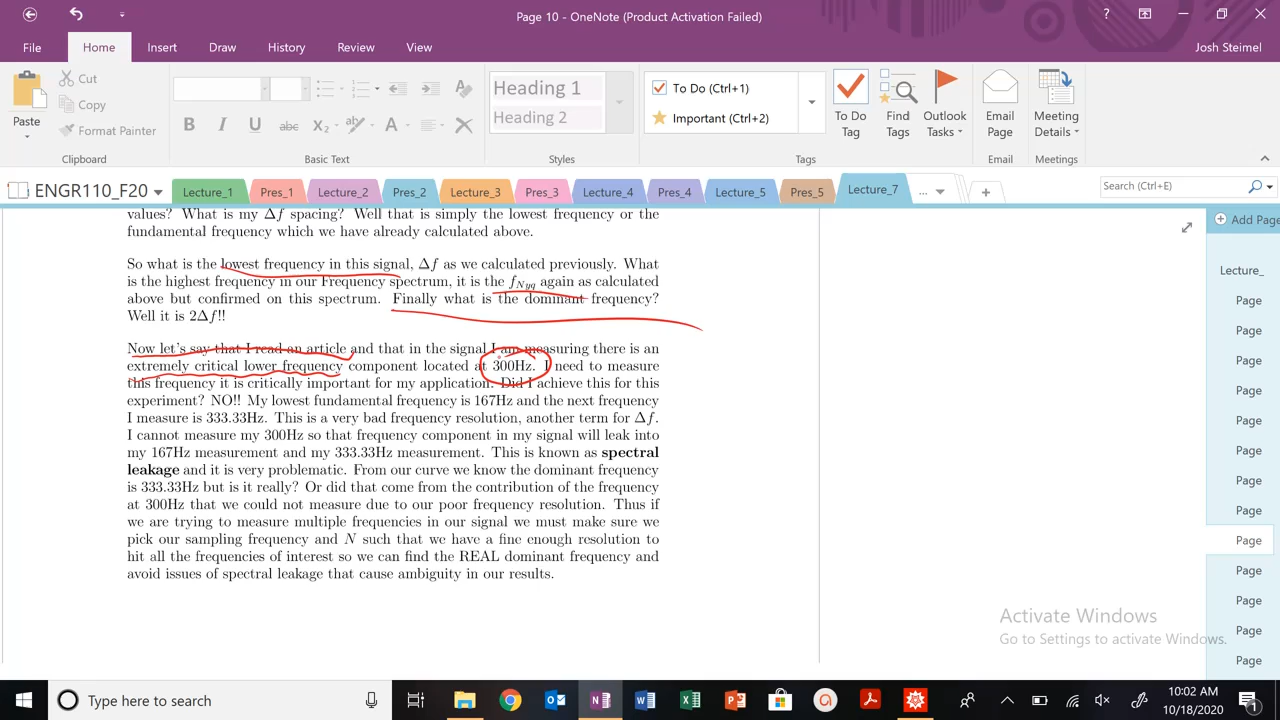 Page 10 - OneNote (Product Activation Failed)
?
File
Home
Insert
Draw
History
Review
View
Josh Steimel
Paste
Cut
Copy
Format Painter
B I U abc X₂ A
Heading 1
Heading 2
To Do (Ctrl+1)
Important (Ctrl+2)
To Do
Tag
Find
Tags
Outlook
Tasks
Email
Page
Meeting
Details
Clipboard
Basic Text
Styles
Tags
Email
Meetings
ENGR110_F20
Lecture_1
Pres_1
Lecture_2
Pres_2
Lecture_3
Pres_3
Lecture_4
Pres_4
Lecture_5
Pres_5
Lecture_7
...
+
Search (Ctrl+E)
values? What is my Δf spacing? Well that is simply the lowest frequency or the
fundamental frequency which we have already calculated above.
So what is the lowest frequency in this signal, Δf as we calculated previously. What
is the highest frequency in our Frequency spectrum, it is the fNyq again as calculated
above but confirmed on this spectrum. Finally what is the dominant frequency?
Well it is 2Δf!!
Now let's say that I read an article and that in the signal I am measuring there is an
extremely critical lower frequency component located at 300Hz. I need to measure
this frequency it is critically important for my application. Did I achieve this for this
experiment? NO!! My lowest fundamental frequency is 167Hz and the next frequency
I measure is 333.33Hz. This is a very bad frequency resolution, another term for Δf.
I cannot measure my 300Hz so that frequency component in my signal will leak into
my 167Hz measurement and my 333.33Hz measurement. This is known as spectral
leakage and it is very problematic. From our curve we know the dominant frequency
is 333.33Hz but is it really? Or did that come from the contribution of the frequency
at 300Hz that we could not measure due to our poor frequency resolution. Thus if
we are trying to measure multiple frequencies in our signal we must make sure we
pick our sampling frequency and N such that we have a fine enough resolution to
hit all the frequencies of interest so we can find the REAL dominant frequency and
avoid issues of spectral leakage that cause ambiguity in our results.
Add Page
Lecture_
Page
Page
Page
Page
Page
Page
Page
Page
Page
Page
Page
Page
Page
Activate Windows
Go to Settings to activate Windows.
Type here to search
10:02 AM
10/18/2020
1